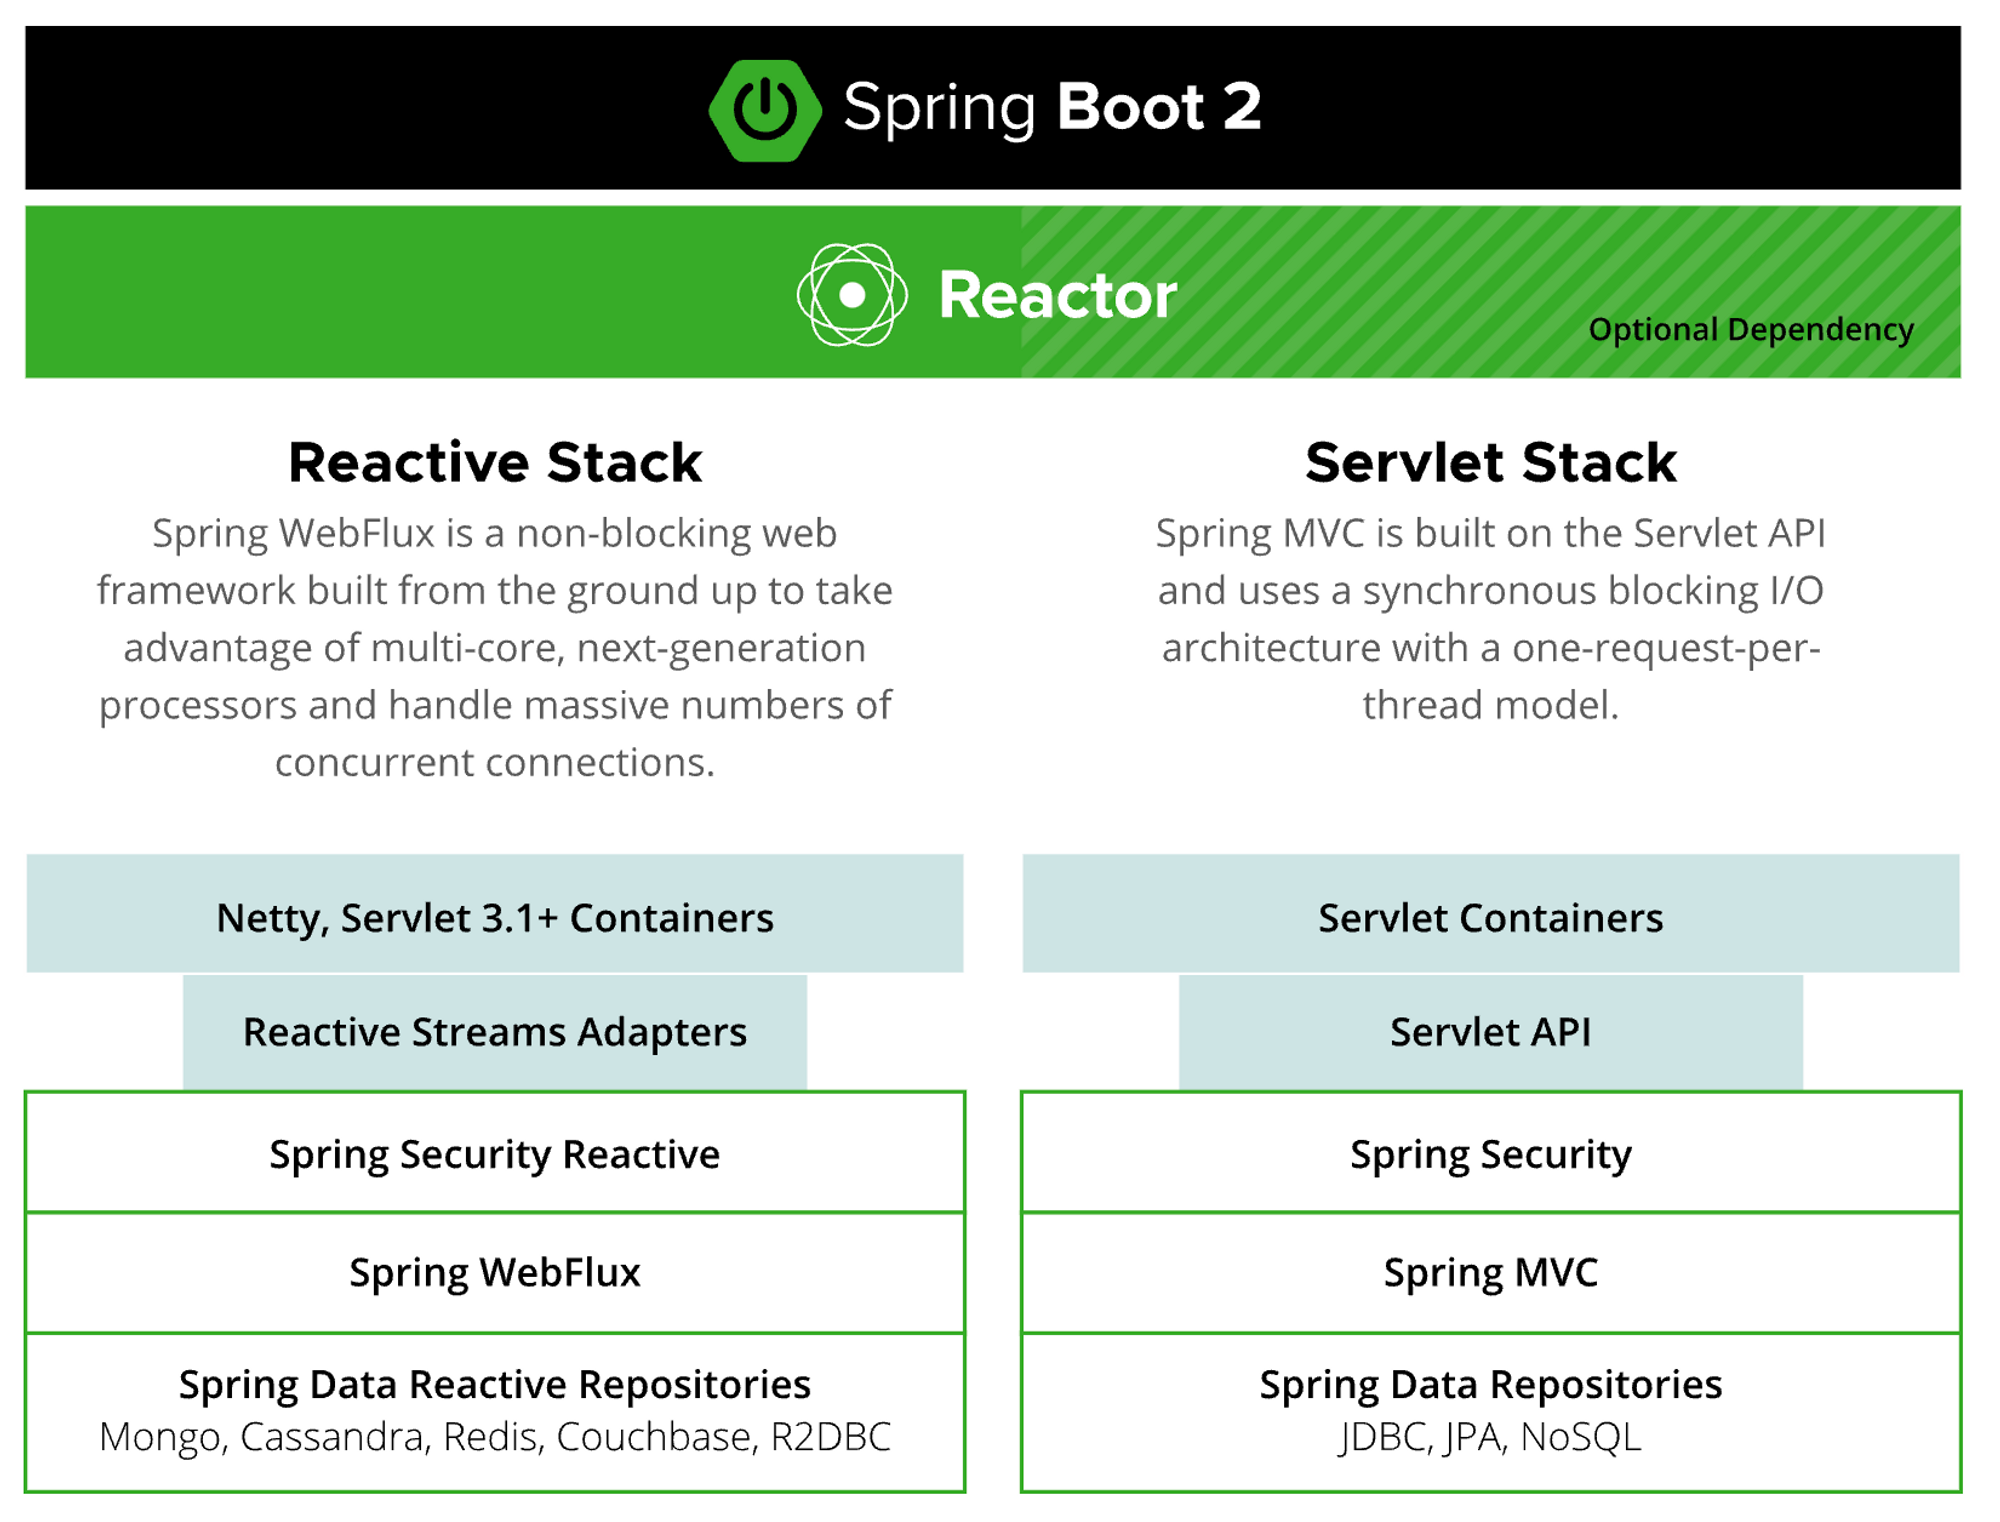 Spring Boot 2
Reactor
Optional Dependency
Reactive Stack
Spring WebFlux is a non-blocking web
framework built from the ground up to take
advantage of multi-core, next-generation
processors and handle massive numbers of
concurrent connections.
Servlet Stack
Spring MVC is built on the Servlet API
and uses a synchronous blocking I/O
architecture with a one-request-per-
thread model.
Netty, Servlet 3.1+ Containers
Reactive Streams Adapters
Spring Security Reactive
Spring WebFlux
Spring Data Reactive Repositories
Mongo, Cassandra, Redis, Couchbase, R2DBC
Servlet Containers
Servlet API
Spring Security
Spring MVC
Spring Data Repositories
JDBC, JPA, NoSQL